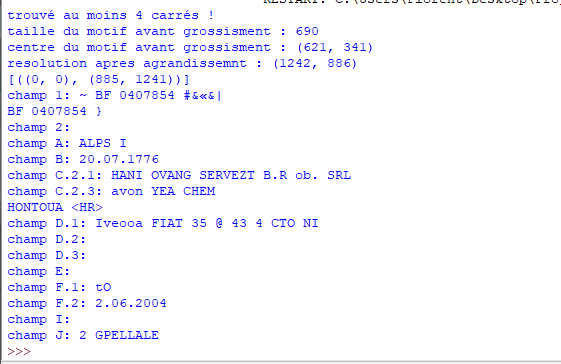 RESTART: C:\Users\Florent\Desktop\Pro
trouvé au moins 4 carrés !
taille du motif avant grossisment : 690
centre du motif avant grossisment : (621, 341)
resolution apres agrandissemnt : (1242, 886)
[((0, 0), (885, 1241))]
champ 1: ~ BF 0407854 #&«&|
BF 0407854 }
champ 2:
champ A: ALPS I
champ B: 20.07.1776
champ C.2.1: HANI OVANG SERVEZT B.R ob. SRL
champ C.2.3: avon YEA CHEM
HONTOUA <HR>
champ D.1: Iveooa FIAT 35 @ 43 4 CTO NI
champ D.2:
champ D.3:
champ E:
champ F.1: tO
champ F.2: 2.06.2004
champ I:
champ J: 2 GPELLALE
>>>